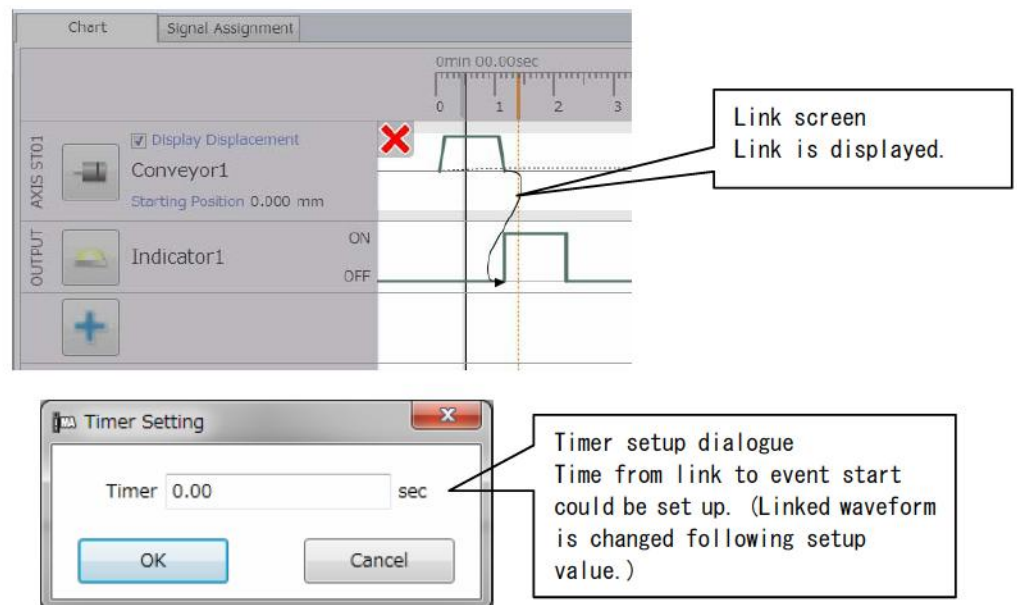 Chart
Signal Assignment
0min 00.00sec
0 1 2 3
Link screen
Link is displayed.
AXIS ST01
Display Displacement
Conveyor1
Starting Position 0.000 mm
OUTPUT
Indicator1
ON
OFF
Timer Setting
Timer 0.00 sec
OK
Cancel
Timer setup dialogue
Time from link to event start
could be set up. (Linked waveform
is changed following setup
value.)